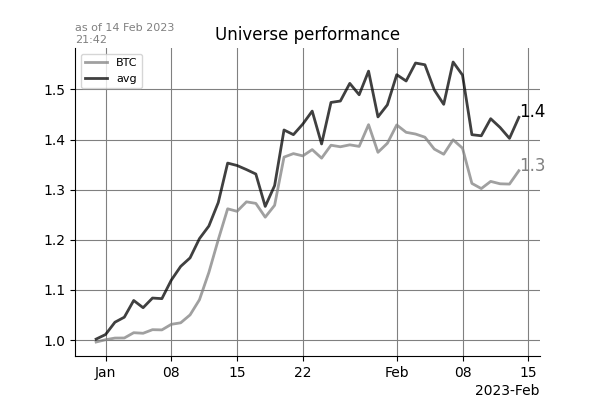 as of 14 Feb 2023
21:42
Universe performance
BTC
avg
1.5
1.4
1.3
1.2
1.1
1.0
1.4
1.3
Jan 08 15 22 Feb 08 15
2023-Feb